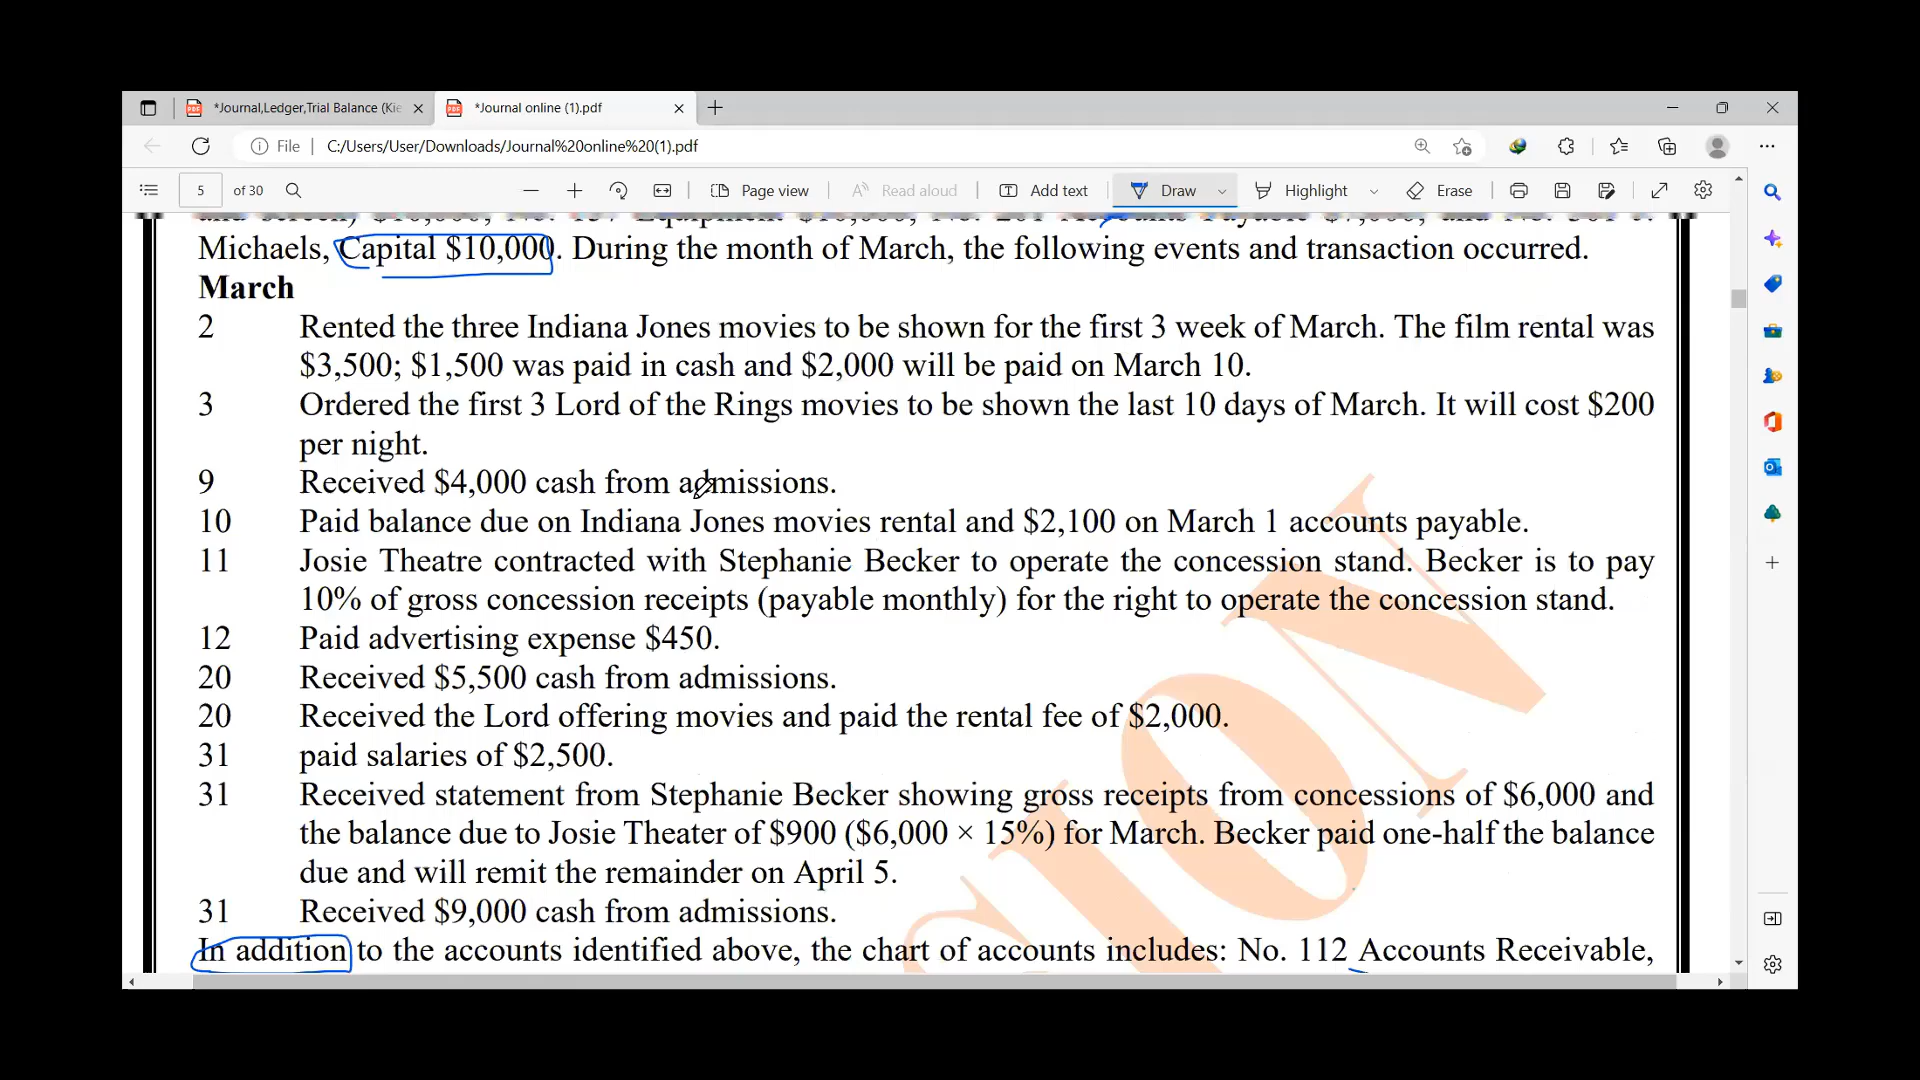 *Journal,Ledger,Trial Balance (Kie
*Journal online (1).pdf
File C:/Users/User/Downloads/Journal%20online%20(1).pdf
5 of 30 Page view Read aloud Add text Draw Highlight Erase
Michaels, Capital $10,000. During the month of March, the following events and transaction occurred.
March
2 Rented the three Indiana Jones movies to be shown for the first 3 week of March. The film rental was
$3,500; $1,500 was paid in cash and $2,000 will be paid on March 10.
3 Ordered the first 3 Lord of the Rings movies to be shown the last 10 days of March. It will cost $200
per night.
9 Received $4,000 cash from admissions.
10 Paid balance due on Indiana Jones movies rental and $2,100 on March 1 accounts payable.
11 Josie Theatre contracted with Stephanie Becker to operate the concession stand. Becker is to pay
10% of gross concession receipts (payable monthly) for the right to operate the concession stand.
12 Paid advertising expense $450.
20 Received $5,500 cash from admissions.
20 Received the Lord offering movies and paid the rental fee of $2,000.
31 paid salaries of $2,500.
31 Received statement from Stephanie Becker showing gross receipts from concessions of $6,000 and
the balance due to Josie Theater of $900 ($6,000 × 15%) for March. Becker paid one-half the balance
due and will remit the remainder on April 5.
31 Received $9,000 cash from admissions.
In addition to the accounts identified above, the chart of accounts includes: No. 112 Accounts Receivable,